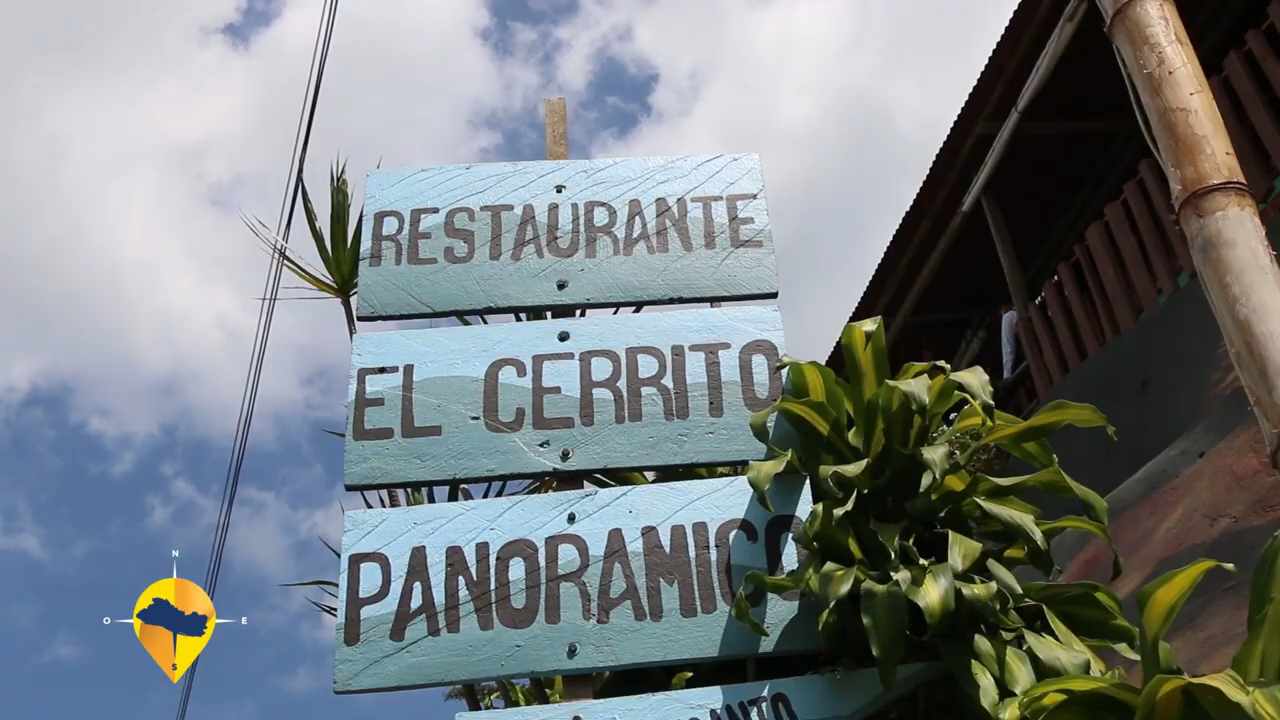 RESTAURANTE
EL CERRITO
PANORAMICO
N
O E
S